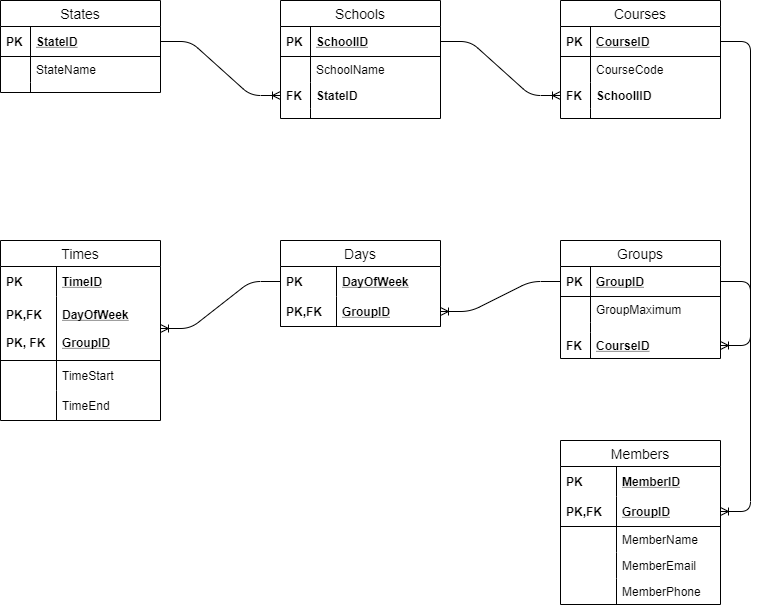 States
PK StateID
StateName
Schools
PK SchoolID
SchoolName
FK StateID
Courses
PK CourseID
CourseCode
FK SchoollID
Times
PK TimeID
PK,FK DayOfWeek
PK, FK GroupID
TimeStart
TimeEnd
Days
PK DayOfWeek
PK,FK GroupID
Groups
PK GroupID
GroupMaximum
FK CourseID
Members
PK MemberID
PK,FK GroupID
MemberName
MemberEmail
MemberPhone